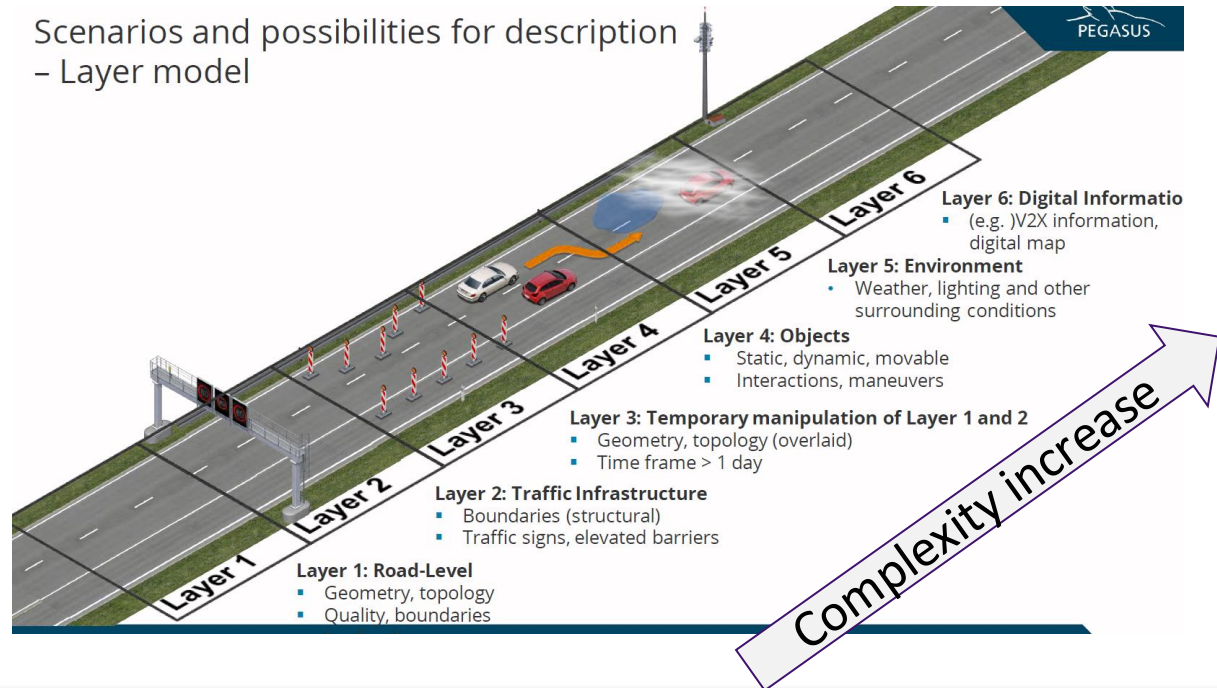 Scenarios and possibilities for description
– Layer model
PEGASUS
Layer 6: Digital Informatio
(e.g. )V2X information,
digital map
Layer 5: Environment
Weather, lighting and other
surrounding conditions
Layer 4: Objects
Static, dynamic, movable
Interactions, maneuvers
Layer 3: Temporary manipulation of Layer 1 and 2
Geometry, topology (overlaid)
Time frame > 1 day
Layer 2: Traffic Infrastructure
Boundaries (structural)
Traffic signs, elevated barriers
Layer 1: Road-Level
Geometry, topology
Quality, boundaries
Layer 1
Layer 2
Layer 3
Layer 4
Layer 5
Layer 6
Complexity increase